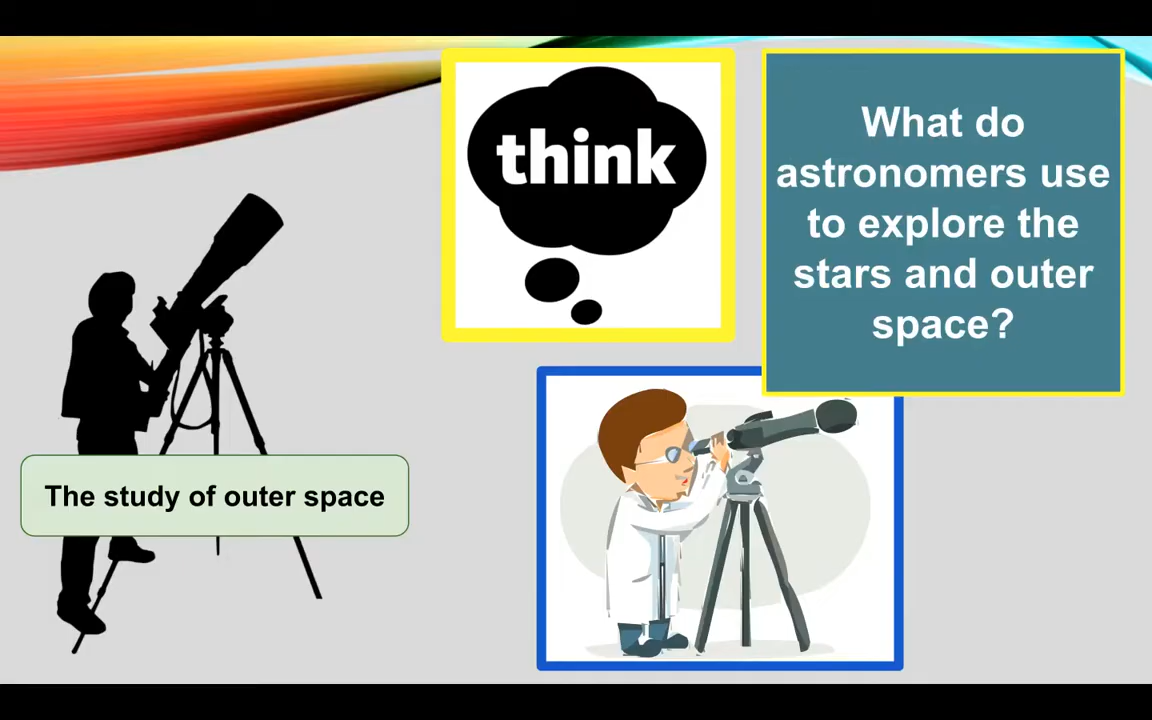 think
What do
astronomers use
to explore the
stars and outer
space?
The study of outer space